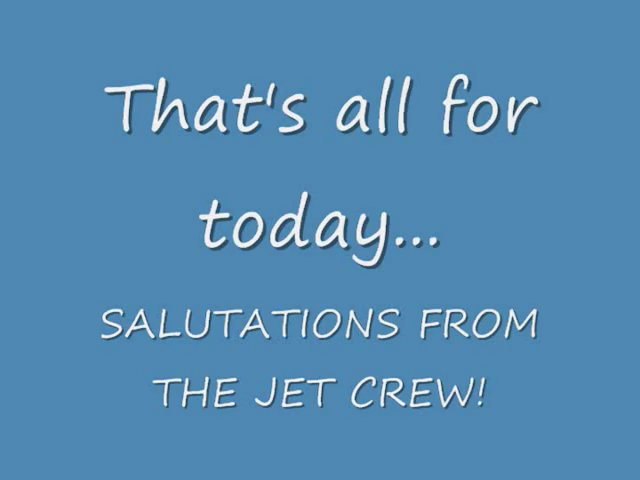 That's all for
today...
SALUTATIONS FROM
THE JET CREW!